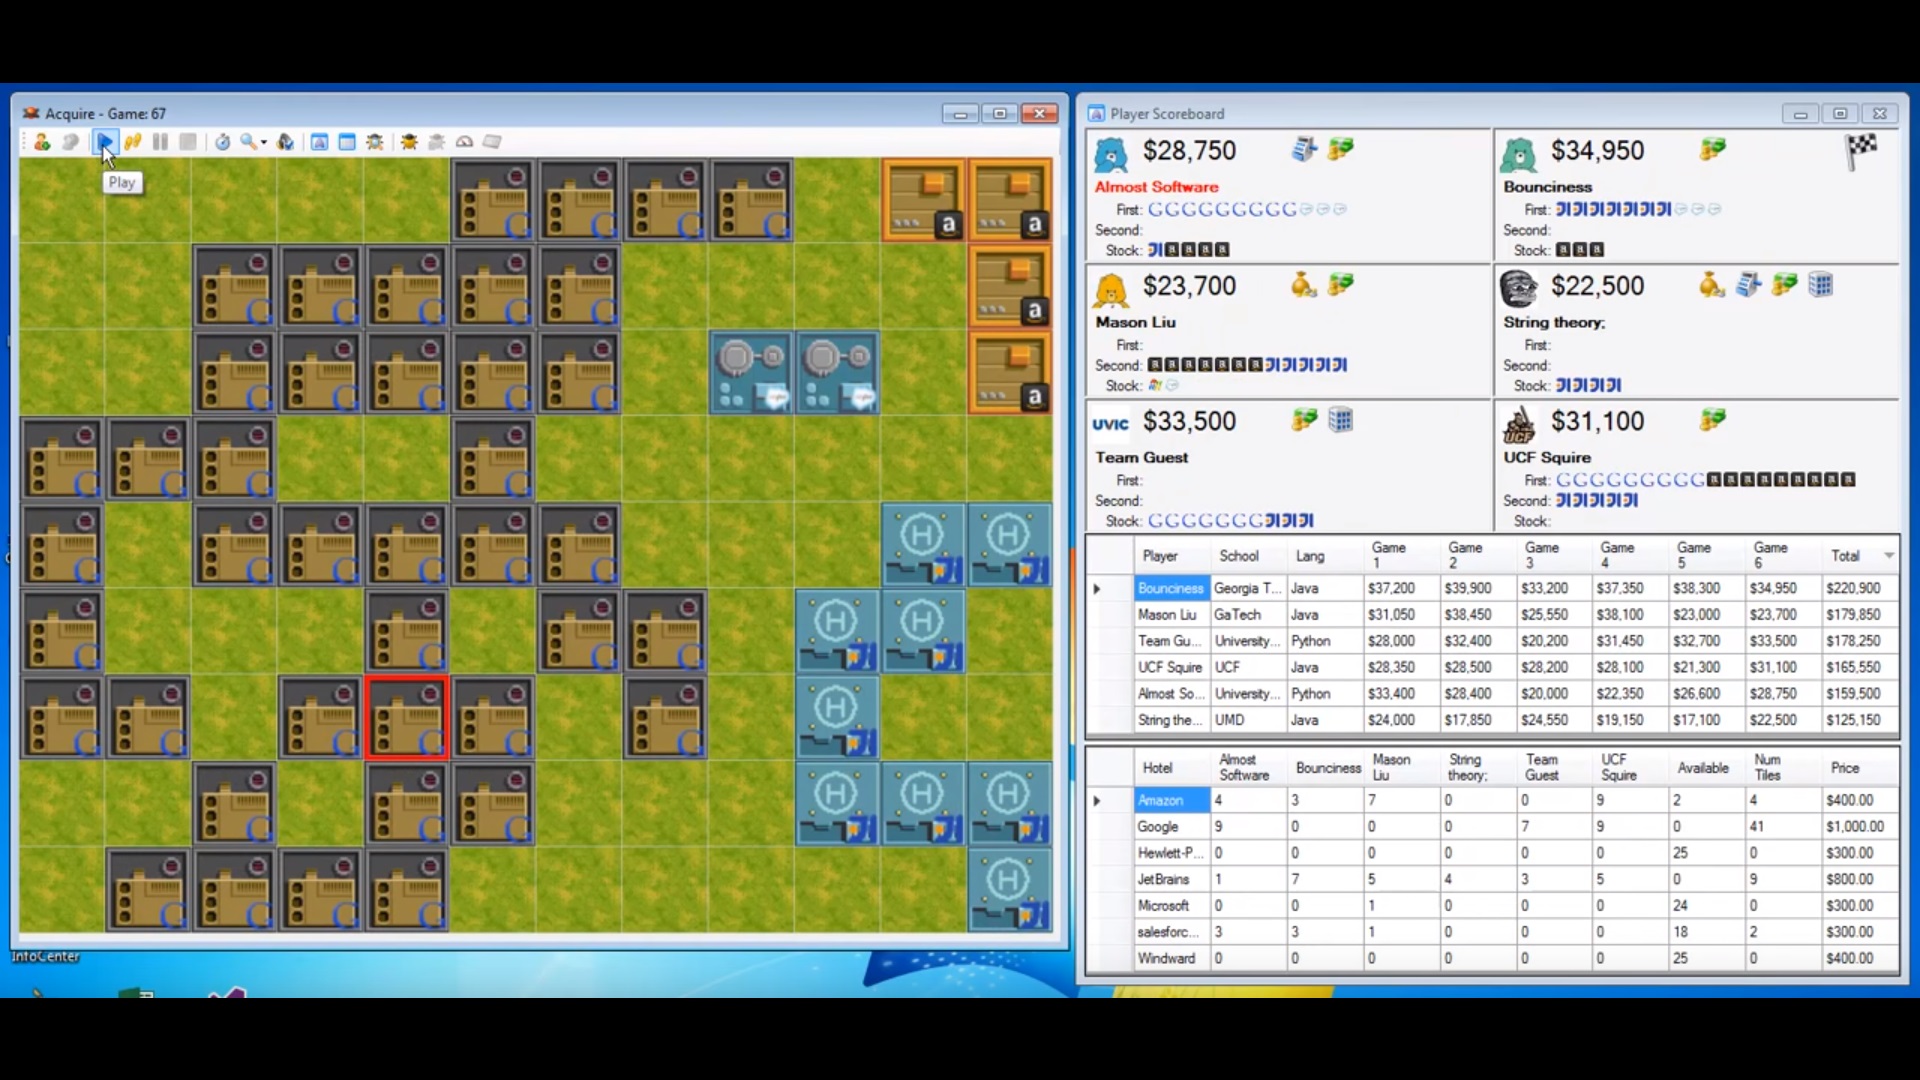 Acquire - Game: 67
Play
InfoCenter
Player Scoreboard
$28,750
Almost Software
First:
Second:
Stock:
$34,950
Bounciness
First:
Second:
Stock:
$23,700
Mason Liu
First:
Second:
Stock:
$22,500
String theory;
First:
Second:
Stock:
UVIC $33,500
Team Guest
First:
Second:
Stock:
UCF $31,100
UCF Squire
First:
Second:
Stock:
Player School Lang Game 1 Game 2 Game 3 Game 4 Game 5 Game 6 Total
Bounciness Georgia T... Java $37,200 $39,900 $33,200 $37,350 $38,300 $34,950 $220,900
Mason Liu GaTech Java $31,050 $38,450 $25,550 $38,100 $23,000 $23,700 $179,850
Team Gu... University... Python $28,000 $32,400 $20,200 $31,450 $32,700 $33,500 $178,250
UCF Squire UCF Java $28,350 $28,500 $28,200 $28,100 $21,300 $31,100 $165,550
Almost So... University... Python $33,400 $28,400 $20,000 $22,350 $26,600 $28,750 $159,500
String the... UMD Java $24,000 $17,850 $24,550 $19,150 $17,100 $22,500 $125,150
Hotel Almost Software Bounciness Mason Liu String theory; Team Guest UCF Squire Available Num Tiles Price
Amazon 4 3 7 0 0 9 2 4 $400.00
Google 9 0 0 0 7 9 0 41 $1,000.00
Hewlett-P... 0 0 0 0 0 0 25 0 $300.00
JetBrains 1 7 5 4 3 5 0 9 $800.00
Microsoft 0 0 1 0 0 0 24 0 $300.00
salesforc... 3 3 1 0 0 0 18 2 $300.00
Windward 0 0 0 0 0 0 25 0 $400.00